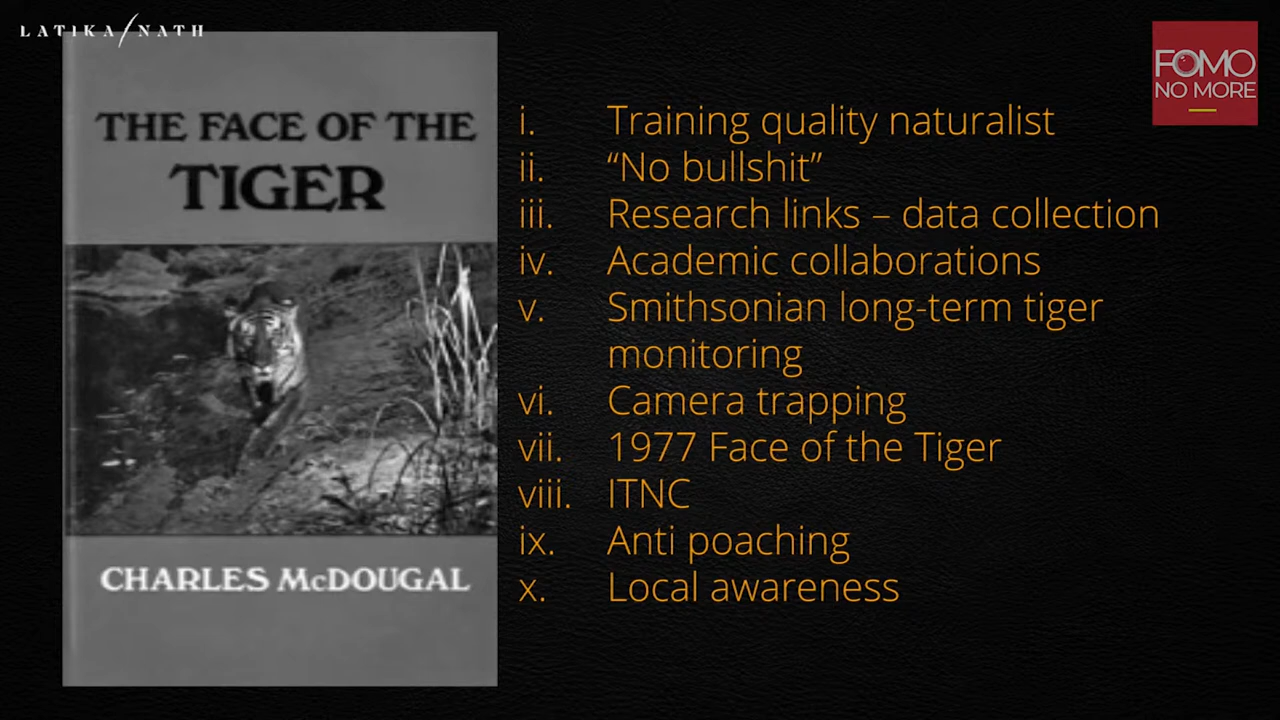 LATIKA/NATH
THE FACE OF THE
TIGER
CHARLES McDOUGAL
i. Training quality naturalist
ii. “No bullshit”
iii. Research links – data collection
iv. Academic collaborations
v. Smithsonian long-term tiger
monitoring
vi. Camera trapping
vii. 1977 Face of the Tiger
viii. ITNC
ix. Anti poaching
x. Local awareness
FOMO
NO MORE